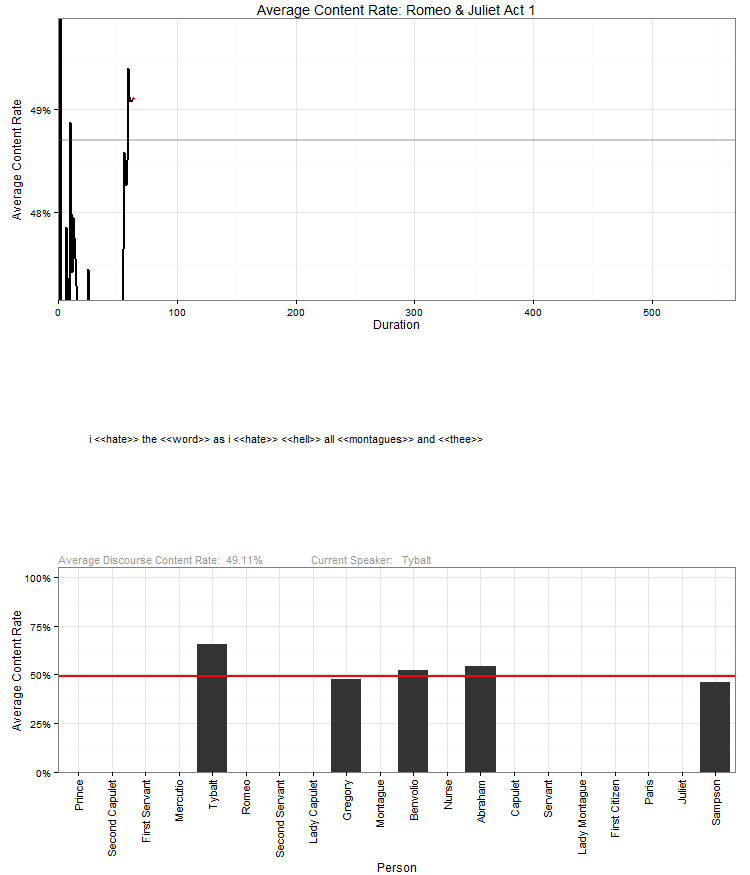 Average Content Rate: Romeo & Juliet Act 1
Average Content Rate
49%
48%
0 100 200 300 400 500
Duration
i <<hate>> the <<word>> as i <<hate>> <<hell>> all <<montagues>> and <<thee>>
Average Discourse Content Rate: 49.11% Current Speaker: Tybalt
Average Content Rate
100%
75%
50%
25%
0%
Prince
Second Capulet
First Servant
Mercutio
Tybalt
Romeo
Second Servant
Lady Capulet
Gregory
Montague
Benvolio
Nurse
Abraham
Capulet
Servant
Lady Montague
First Citizen
Paris
Juliet
Sampson
Person